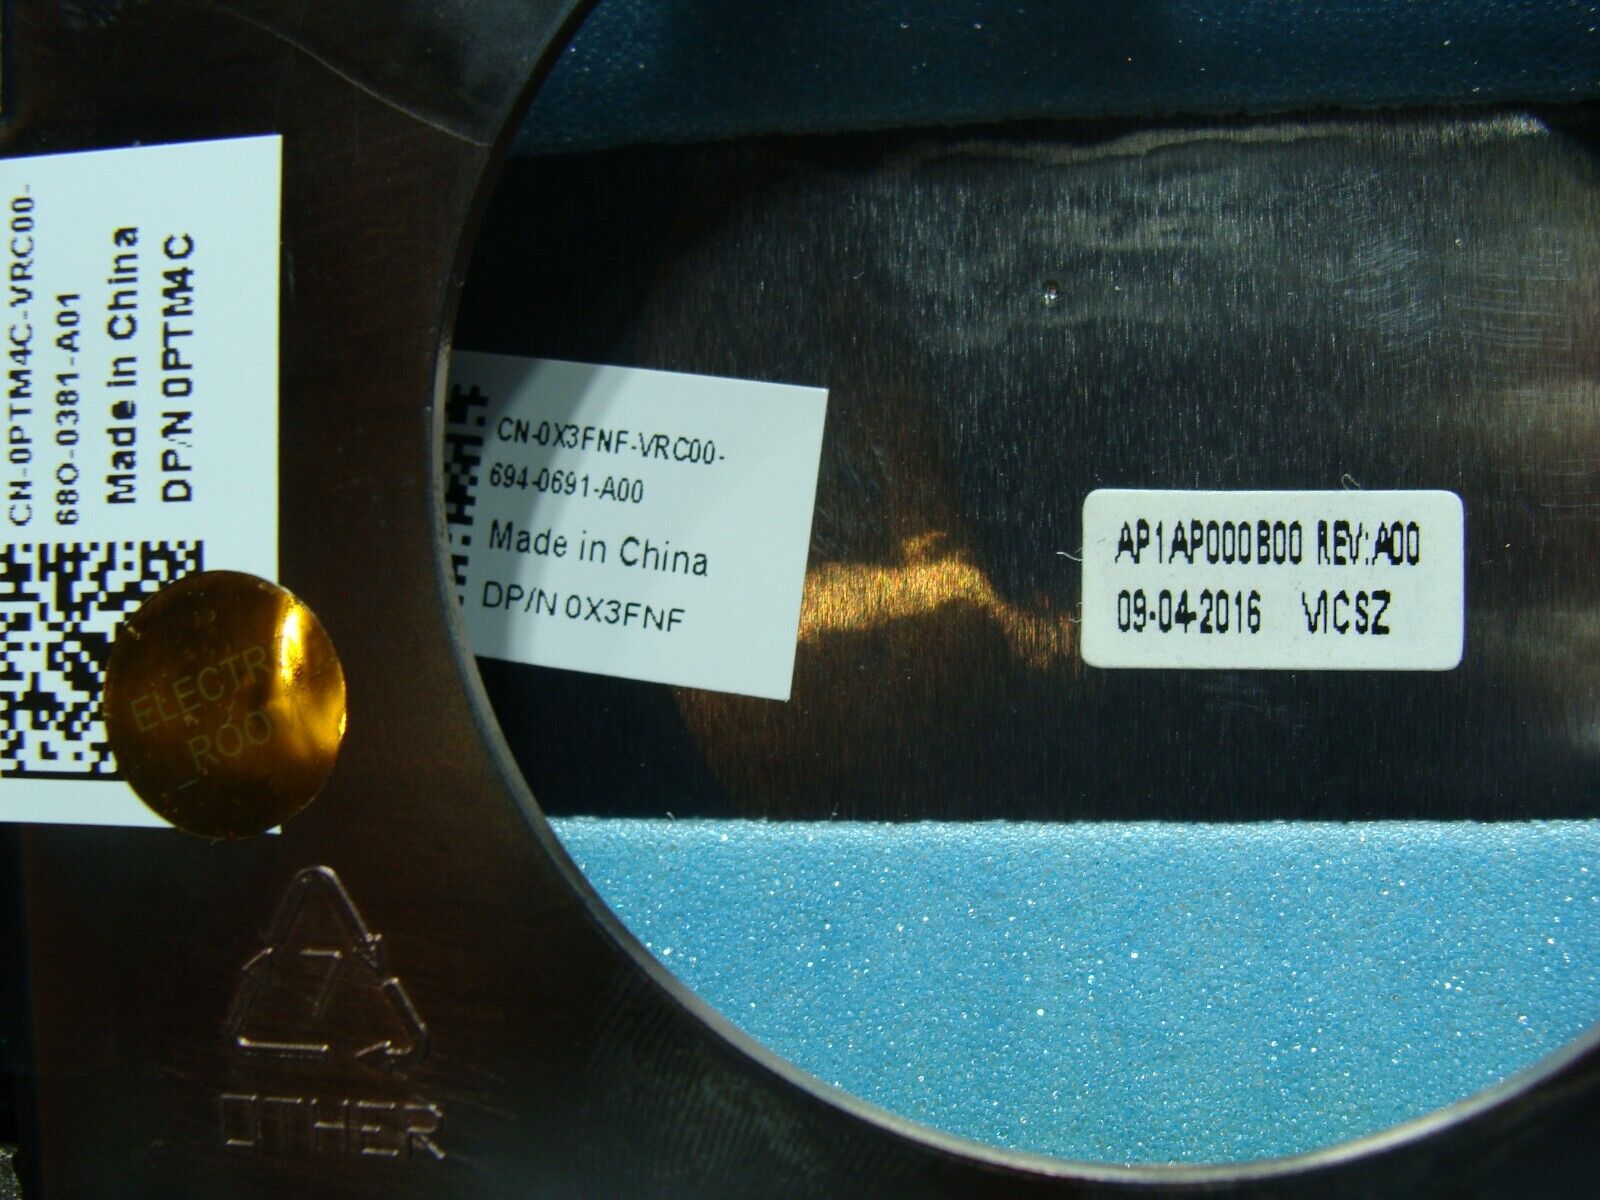 CN-0PTM4C-VRC00-
68O-0381-A01
Made in China
DP/N 0PTM4C
CN-0X3FNF-VRC00-
694-0691-A00
Made in China
DP/N 0X3FNF
AP1AP000B00 REV:A00
09-04-2016 VICSZ
7
OTHER